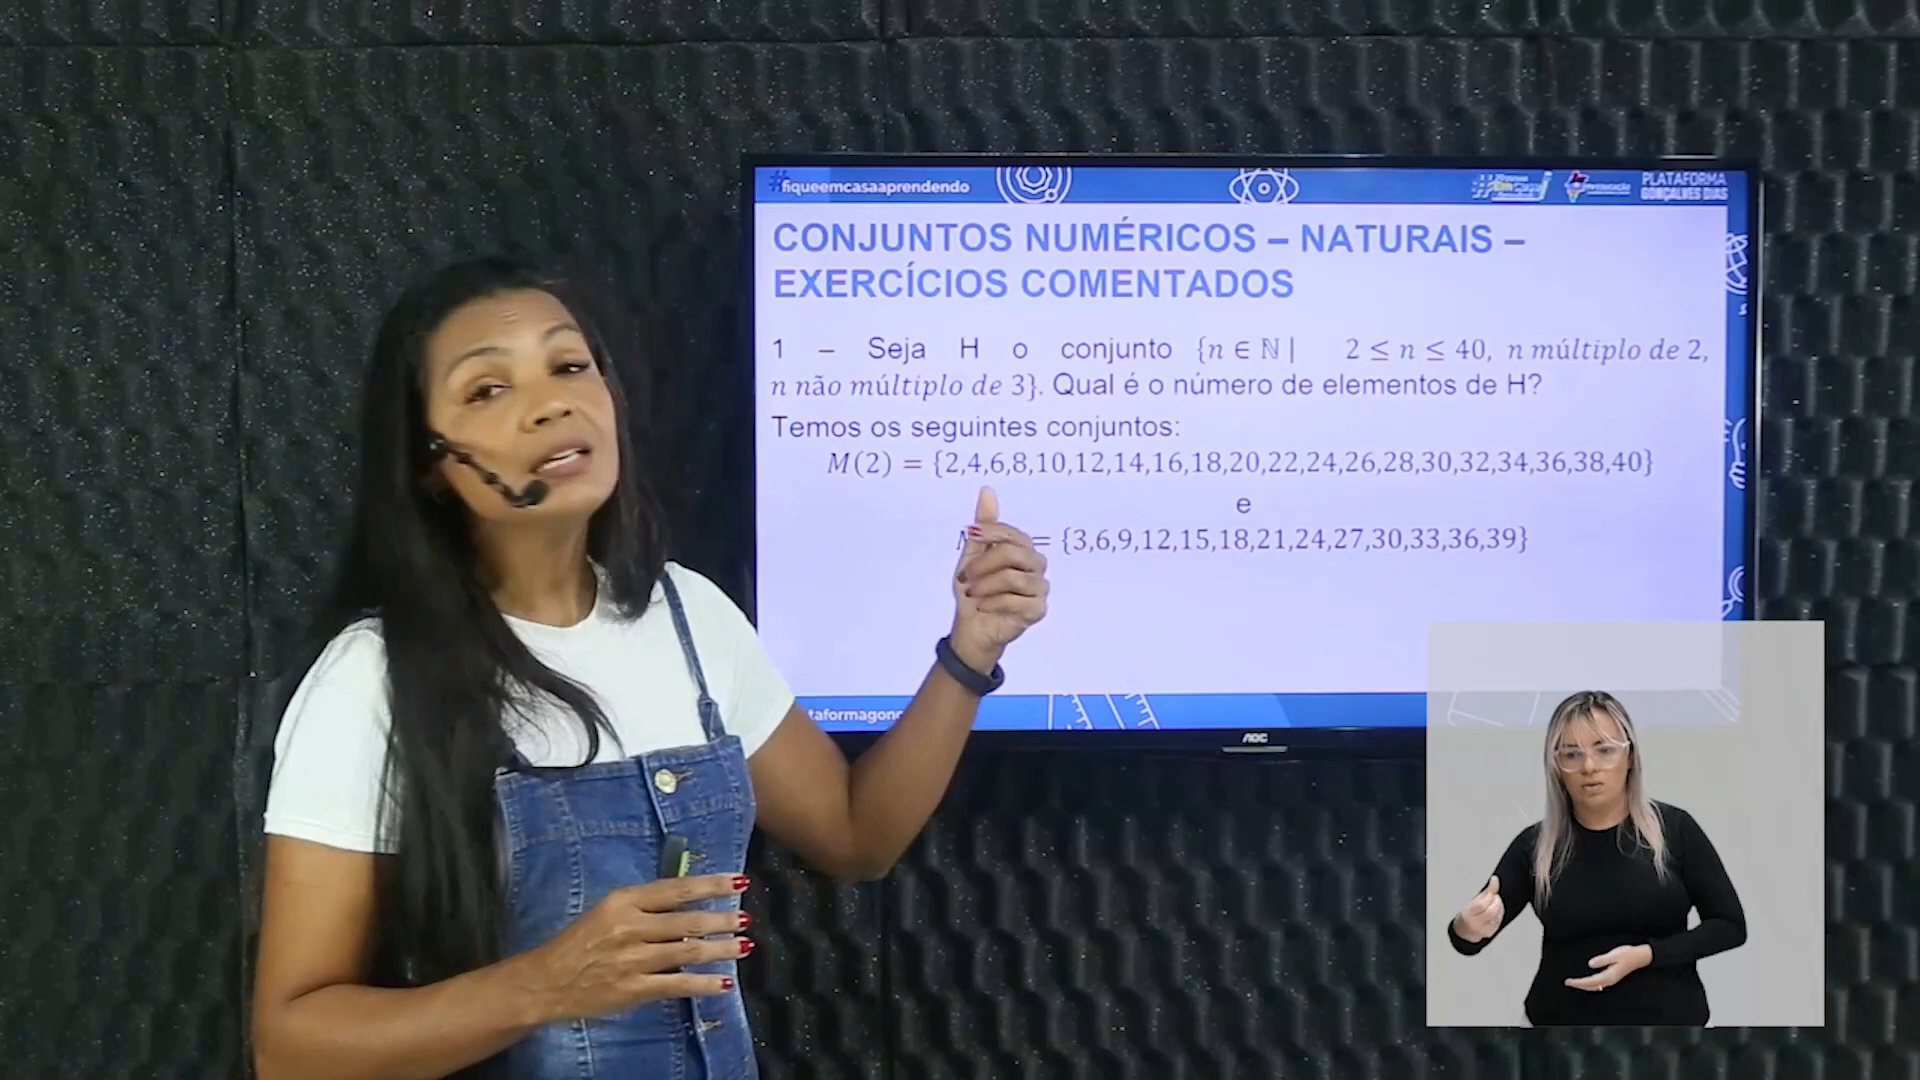 #fiqueemcasaaprendendo
PLATAFORMA
GONÇALVES DIAS
CONJUNTOS NUMÉRICOS – NATURAIS –
EXERCÍCIOS COMENTADOS
1 – Seja H o conjunto {n ∈ ℕ | 2 ≤ n ≤ 40, n múltiplo de 2,
n não múltiplo de 3}. Qual é o número de elementos de H?
Temos os seguintes conjuntos:
M(2) = {2,4,6,8,10,12,14,16,18,20,22,24,26,28,30,32,34,36,38,40}
e
= {3,6,9,12,15,18,21,24,27,30,33,36,39}
taformagonç
AOC